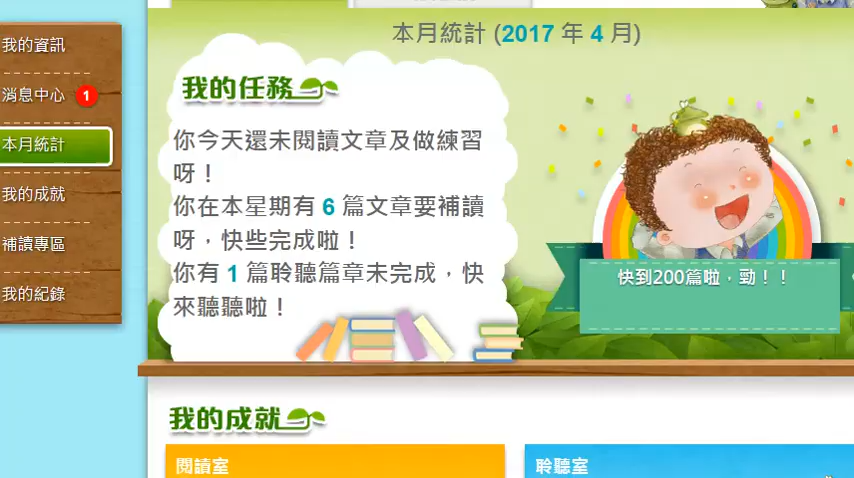 本月統計 (2017 年 4 月)
我的資訊
消息中心 1
本月統計
我的成就
補讀專區
我的紀錄
我的任務
你今天還未閱讀文章及做練習
呀！
你在本星期有 6 篇文章要補讀
呀，快些完成啦！
你有 1 篇聆聽篇章未完成，快
來聽聽啦！
快到200篇啦，勁！！
我的成就
閱讀室
聆聽室